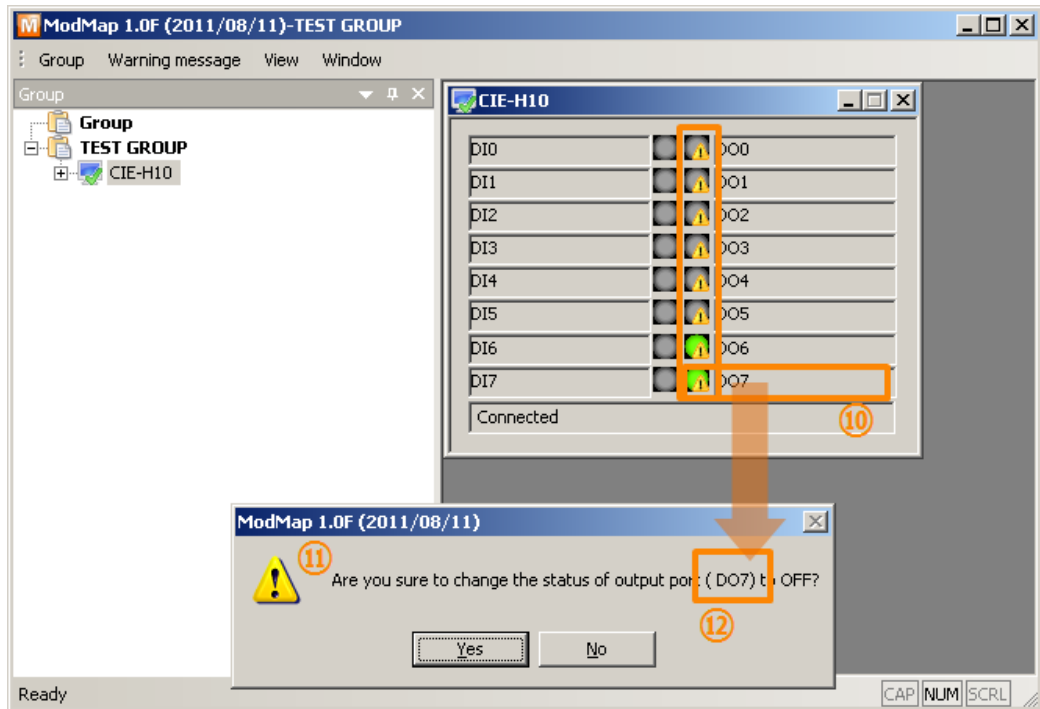 ModMap 1.0F (2011/08/11)-TEST GROUP
Group Warning message View Window
Group
Group
TEST GROUP
CIE-H10
CIE-H10
DI0 DO0
DI1 DO1
DI2 DO2
DI3 DO3
DI4 DO4
DI5 DO5
DI6 DO6
DI7 DO7
Connected
⑩
ModMap 1.0F (2011/08/11)
⑪
Are you sure to change the status of output port ( DO7) to OFF?
⑫
Yes No
Ready CAP NUM SCRL